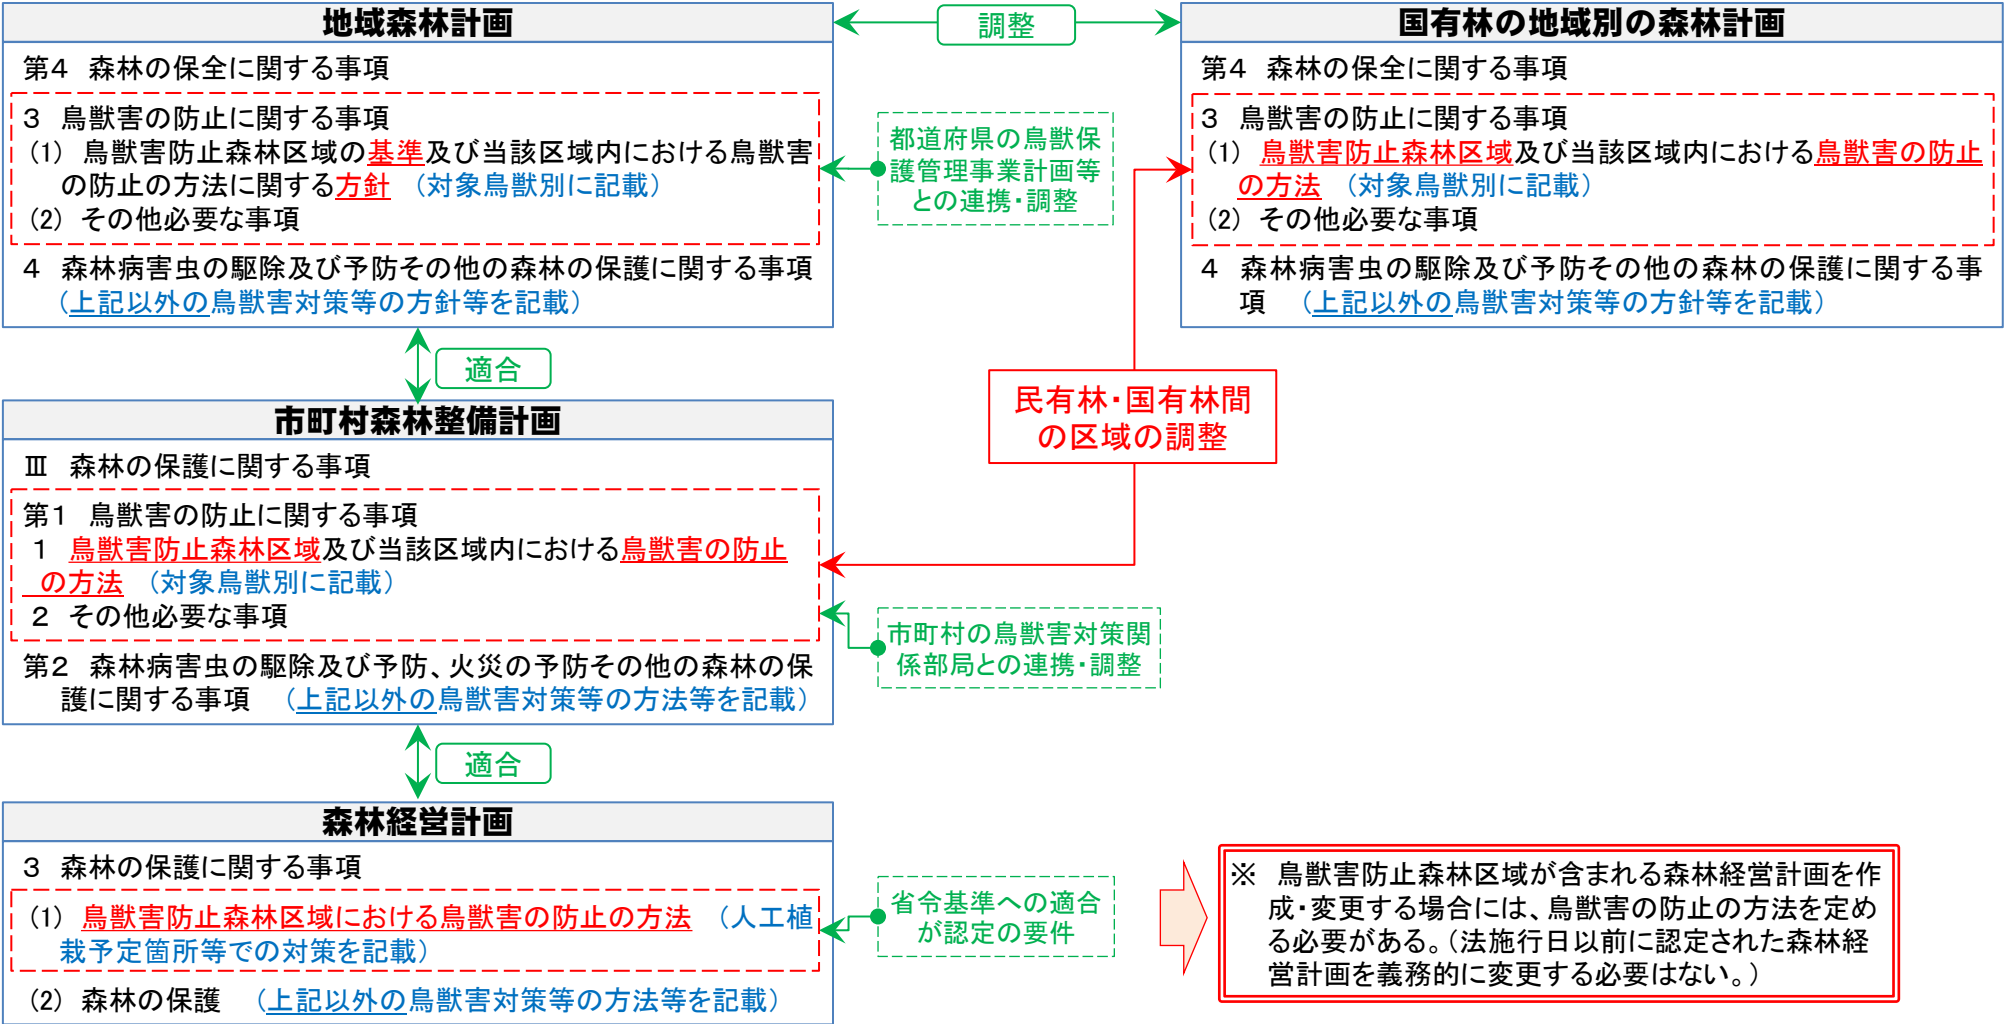 地域森林計画
第4　森林の保全に関する事項
3　鳥獣害の防止に関する事項
(1)　鳥獣害防止森林区域の基準及び当該区域内における鳥獣害
の防止の方法に関する方針　（対象鳥獣別に記載）
(2)　その他必要な事項
4　森林病害虫の駆除及び予防その他の森林の保護に関する事項
（上記以外の鳥獣害対策等の方針等を記載）
調整
国有林の地域別の森林計画
第4　森林の保全に関する事項
3　鳥獣害の防止に関する事項
(1)　鳥獣害防止森林区域及び当該区域内における鳥獣害の防止
の方法　（対象鳥獣別に記載）
(2)　その他必要な事項
4　森林病害虫の駆除及び予防その他の森林の保護に関する事
項　（上記以外の鳥獣害対策等の方針等を記載）
都道府県の鳥獣保
護管理事業計画等
との連携・調整
適合
民有林・国有林間
の区域の調整
市町村森林整備計画
Ⅲ　森林の保護に関する事項
第1　鳥獣害の防止に関する事項
1　鳥獣害防止森林区域及び当該区域内における鳥獣害の防止
の方法　（対象鳥獣別に記載）
2　その他必要な事項
第2　森林病害虫の駆除及び予防、火災の予防その他の森林の保
護に関する事項　（上記以外の鳥獣害対策等の方法等を記載）
市町村の鳥獣害対策関
係部局との連携・調整
適合
森林経営計画
3　森林の保護に関する事項
(1)　鳥獣害防止森林区域における鳥獣害の防止の方法　（人工植
栽予定箇所等での対策を記載）
(2)　森林の保護　（上記以外の鳥獣害対策等の方法等を記載）
省令基準への適合
が認定の要件
※　鳥獣害防止森林区域が含まれる森林経営計画を作
成・変更する場合には、鳥獣害の防止の方法を定め
る必要がある。（法施行日以前に認定された森林経
営計画を義務的に変更する必要はない。）